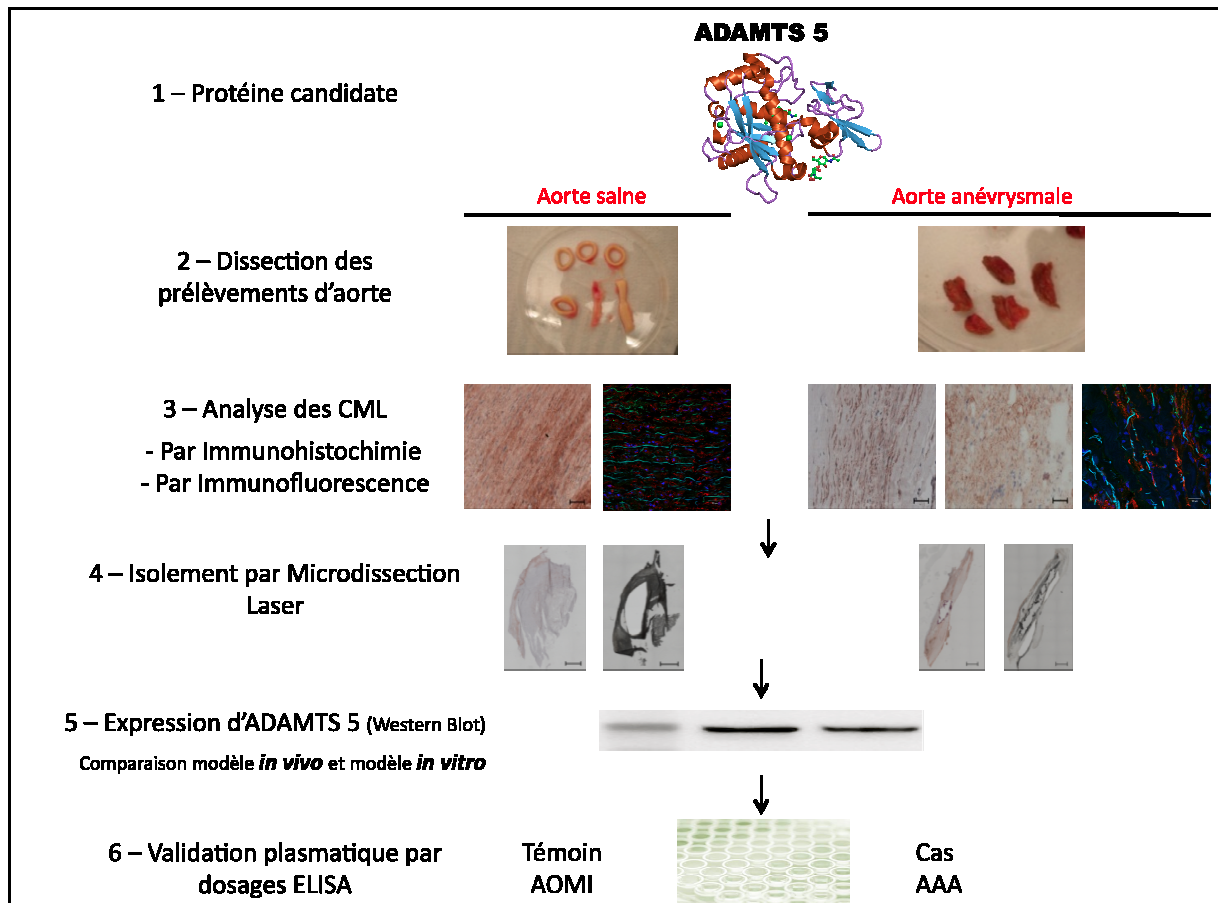 ADAMTS 5
1 – Protéine candidate
Aorte saine
Aorte anévrysmale
2 – Dissection des
prélèvements d'aorte
3 – Analyse des CML
- Par Immunohistochimie
- Par Immunofluorescence
4 – Isolement par Microdissection
Laser
5 – Expression d'ADAMTS 5 (Western Blot)
Comparaison modèle in vivo et modèle in vitro
6 – Validation plasmatique par
dosages ELISA
Témoin
AOMI
Cas
AAA